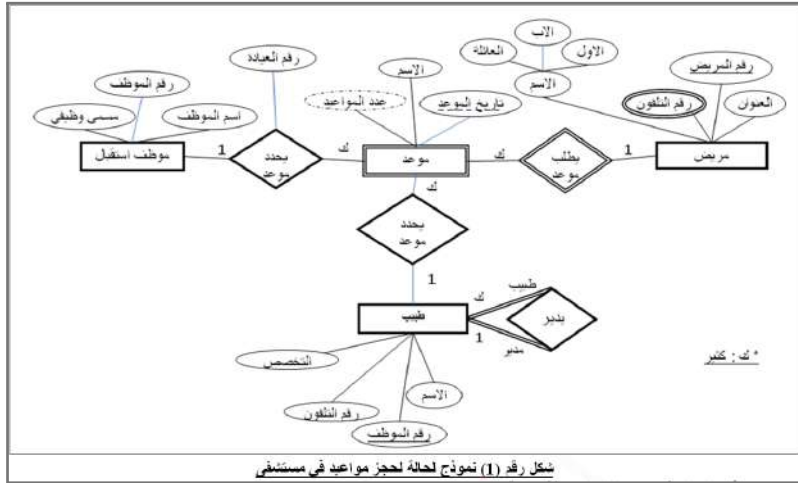 الاب
العائلة
الاول
الاسم
رقم المريض
رقم التلفون
العنوان
مريض
1
يطلب
موعد
ك
الاسم
عدد المواعيد
تاريخ الموعد
موعد
ك
رقم العيادة
يحدد
موعد
1
رقم الموظف
مسمى وظيفي
اسم الموظف
موظف استقبال
ك
يحدد
موعد
1
طبيب
ك
طبيب
1
مدير
يدير
التخصص
رقم التلفون
رقم الموظف
الاسم
* ك : كثير
شكل رقم (1) نموذج لحالة لحجز مواعيد في مستشفى